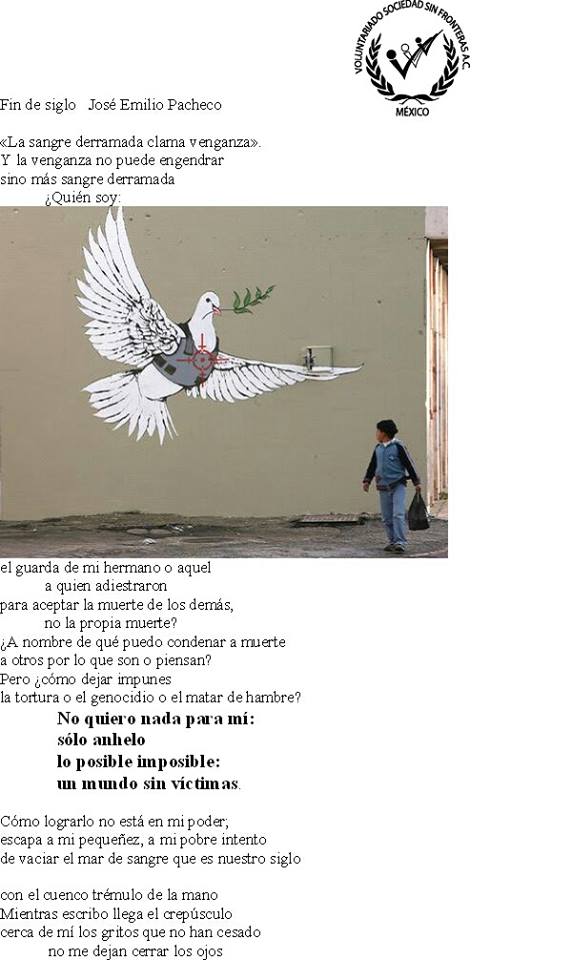 VOLUNTARIADO SOCIEDAD SIN FRONTERAS A.C
MÉXICO
Fin de siglo José Emilio Pacheco
«La sangre derramada clama venganza».
Y la venganza no puede engendrar
sino más sangre derramada
¿Quién soy:
el guarda de mi hermano o aquel
a quien adiestraron
para aceptar la muerte de los demás,
no la propia muerte?
¿A nombre de qué puedo condenar a muerte
a otros por lo que son o piensan?
Pero ¿cómo dejar impunes
la tortura o el genocidio o el matar de hambre?
No quiero nada para mí:
sólo anhelo
lo posible imposible:
un mundo sin víctimas.
Cómo lograrlo no está en mi poder;
escapa a mi pequeñez, a mi pobre intento
de vaciar el mar de sangre que es nuestro siglo
con el cuenco trémulo de la mano
Mientras escribo llega el crepúsculo
cerca de mí los gritos que no han cesado
no me dejan cerrar los ojos